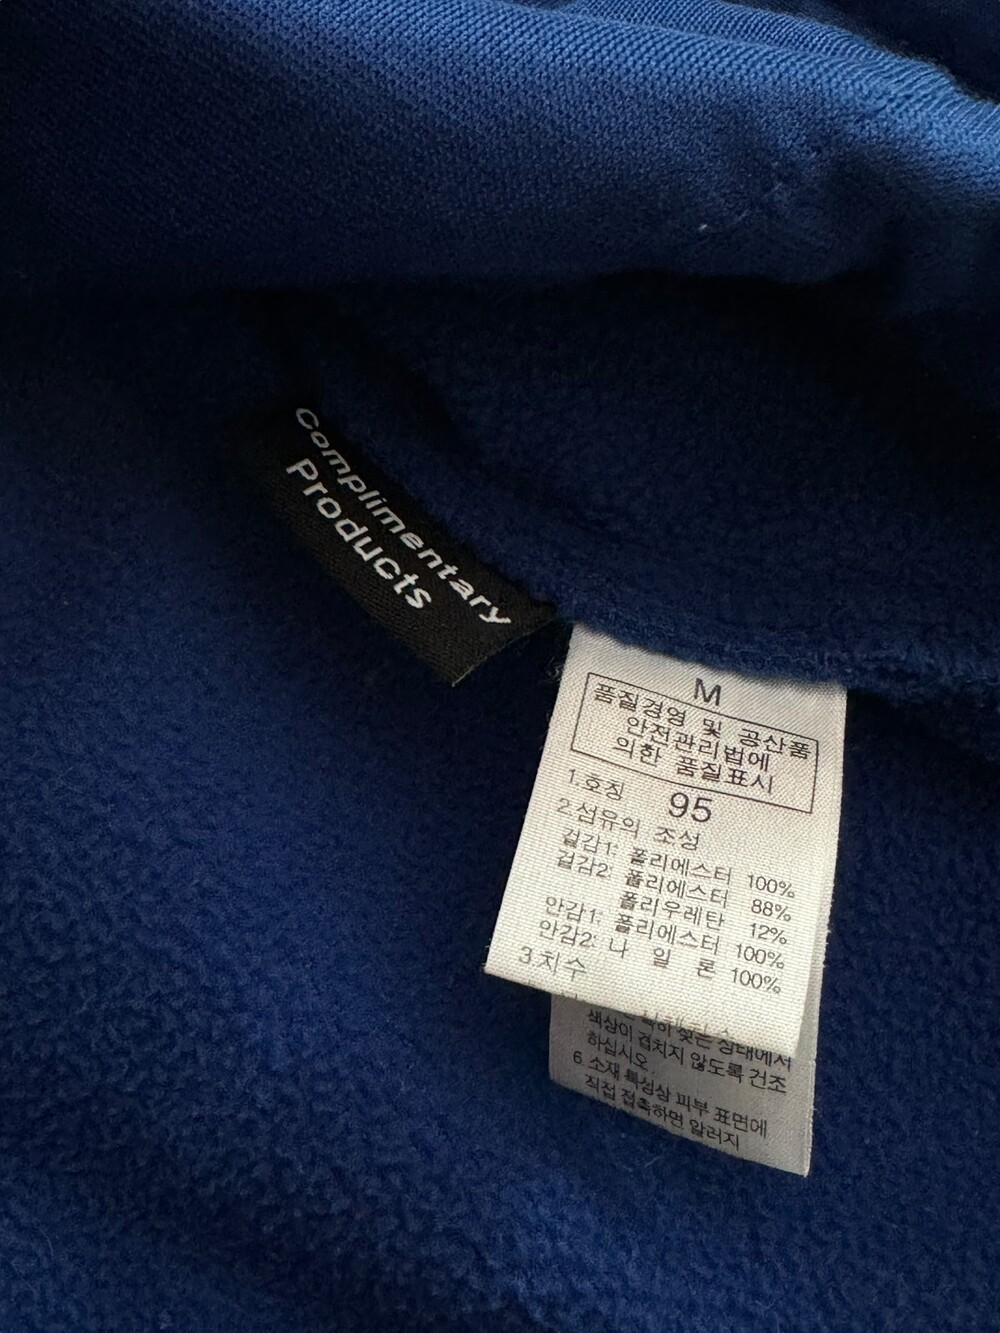 Complimentary
Products
M
품질경영 및 공산품
안전관리법에
의한 품질표시
1.호칭 95
2.섬유의 조성
겉감1: 폴리에스터 100%
겉감2: 폴리에스터 88%
폴리우레탄 12%
안감1: 폴리에스터 100%
안감2: 나 일 론 100%
3.치수
상태에서
색상이 겹치지 않도록 건조
하십시오.
6. 소재 특성상 피부 표면에
직접 접촉하면 알러지